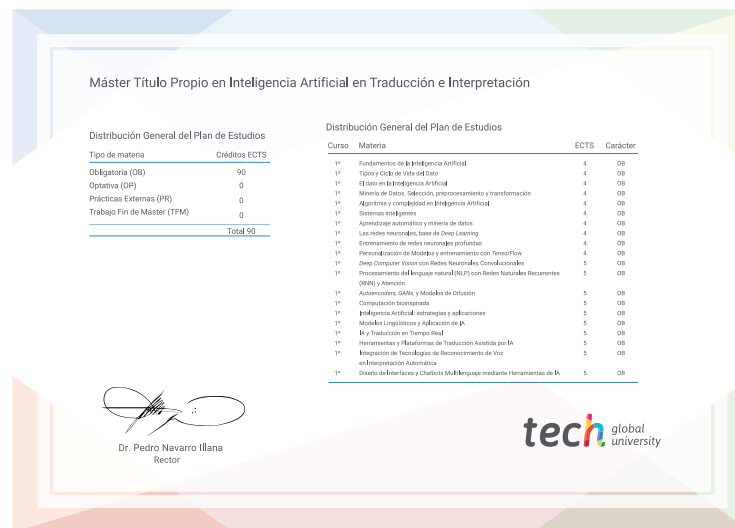 Máster Título Propio en Inteligencia Artificial en Traducción e Interpretación
Distribución General del Plan de Estudios
Tipo de materia Créditos ECTS
Obligatoria (OB) 90
Optativa (OP) 0
Prácticas Externas (PR) 0
Trabajo Fin de Máster (TFM) 0
Total 90
Distribución General del Plan de Estudios
Curso Materia ECTS Carácter
1º Fundamentos de la Inteligencia Artificial 4 OB
1º Tipos y Ciclo de Vida del Dato 4 OB
1º El dato en la Inteligencia Artificial 4 OB
1º Minería de Datos. Selección, preprocesamiento y transformación 4 OB
1º Algoritmia y complejidad en Inteligencia Artificial 4 OB
1º Sistemas inteligentes 4 OB
1º Aprendizaje automático y minería de datos 4 OB
1º Las redes neuronales, base de Deep Learning 4 OB
1º Entrenamiento de redes neuronales profundas 4 OB
1º Personalización de Modelos y entrenamiento con TensorFlow 4 OB
1º Deep Computer Vision con Redes Neuronales Convolucionales 5 OB
1º Procesamiento del lenguaje natural (NLP) con Redes Naturales Recurrentes 5 OB
(RNN) y Atención
1º Autoencoders, GANs, y Modelos de Difusión 5 OB
1º Computación bioinspirada 5 OB
1º Inteligencia Artificial: estrategias y aplicaciones 5 OB
1º Modelos Lingüísticos y Aplicación de IA 5 OB
1º IA y Traducción en Tiempo Real 5 OB
1º Herramientas y Plataformas de Traducción Asistida por IA 5 OB
1º Integración de Tecnologías de Reconocimiento de Voz 5 OB
en Interpretación Automática
1º Diseño de Interfaces y Chatbots Multilenguaje mediante Herramientas de IA 5 OB
Dr. Pedro Navarro Illana
Rector
tech global
university